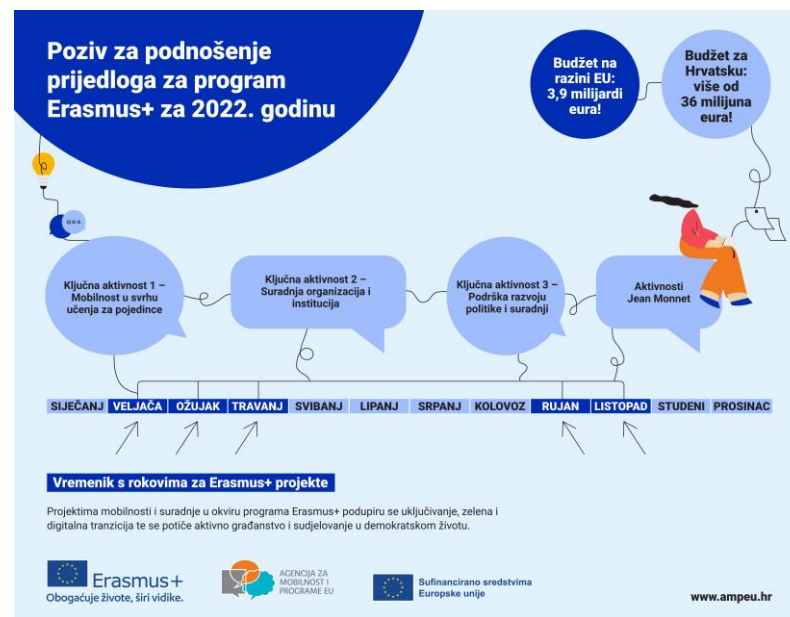 Poziv za podnošenje
prijedloga za program
Erasmus+ za 2022. godinu
Budžet na
razini EU:
3,9 milijardi
eura!
Budžet za
Hrvatsku:
više od
36 milijuna
eura!
Ključna aktivnost 1 –
Mobilnost u svrhu
učenja za pojedince
Ključna aktivnost 2 –
Suradnja organizacija i
institucija
Ključna aktivnost 3 –
Podrška razvoju
politike i suradnji
Aktivnosti
Jean Monnet
SIJEČANJ VELJAČA OŽUJAK TRAVANJ SVIBANJ LIPANJ SRPANJ KOLOVOZ RUJAN LISTOPAD STUDENI PROSINAC
Vremenik s rokovima za Erasmus+ projekte
Projektima mobilnosti i suradnje u okviru programa Erasmus+ podupiru se uključivanje, zelena i
digitalna tranzicija te se potiče aktivno građanstvo i sudjelovanje u demokratskom životu.
Erasmus+
Obogaćuje živote, širi vidike.
AGENCIJA ZA
MOBILNOST I
PROGRAME EU
Sufinancirano sredstvima
Europske unije
www.ampeu.hr